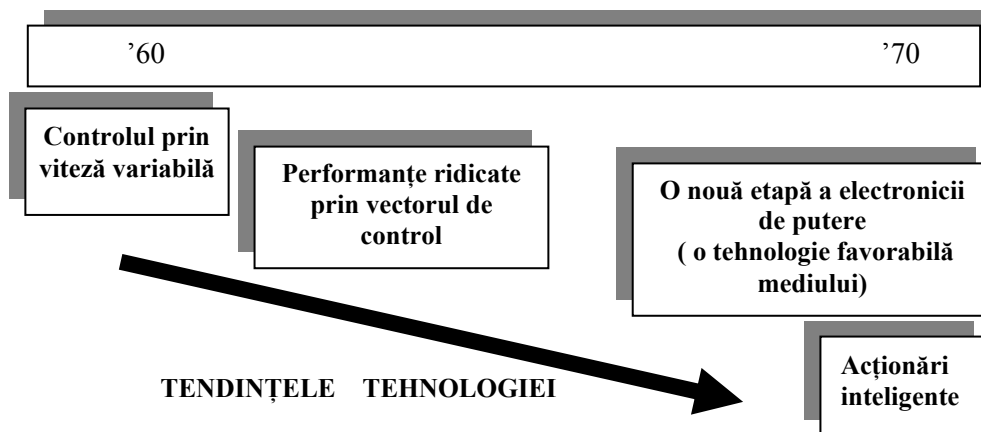 ’60 ’70
Controlul prin
viteză variabilă
Performanțe ridicate
prin vectorul de
control
O nouă etapă a electronicii
de putere
( o tehnologie favorabilă
mediului)
Acționări
inteligente
TENDINȚELE TEHNOLOGIEI